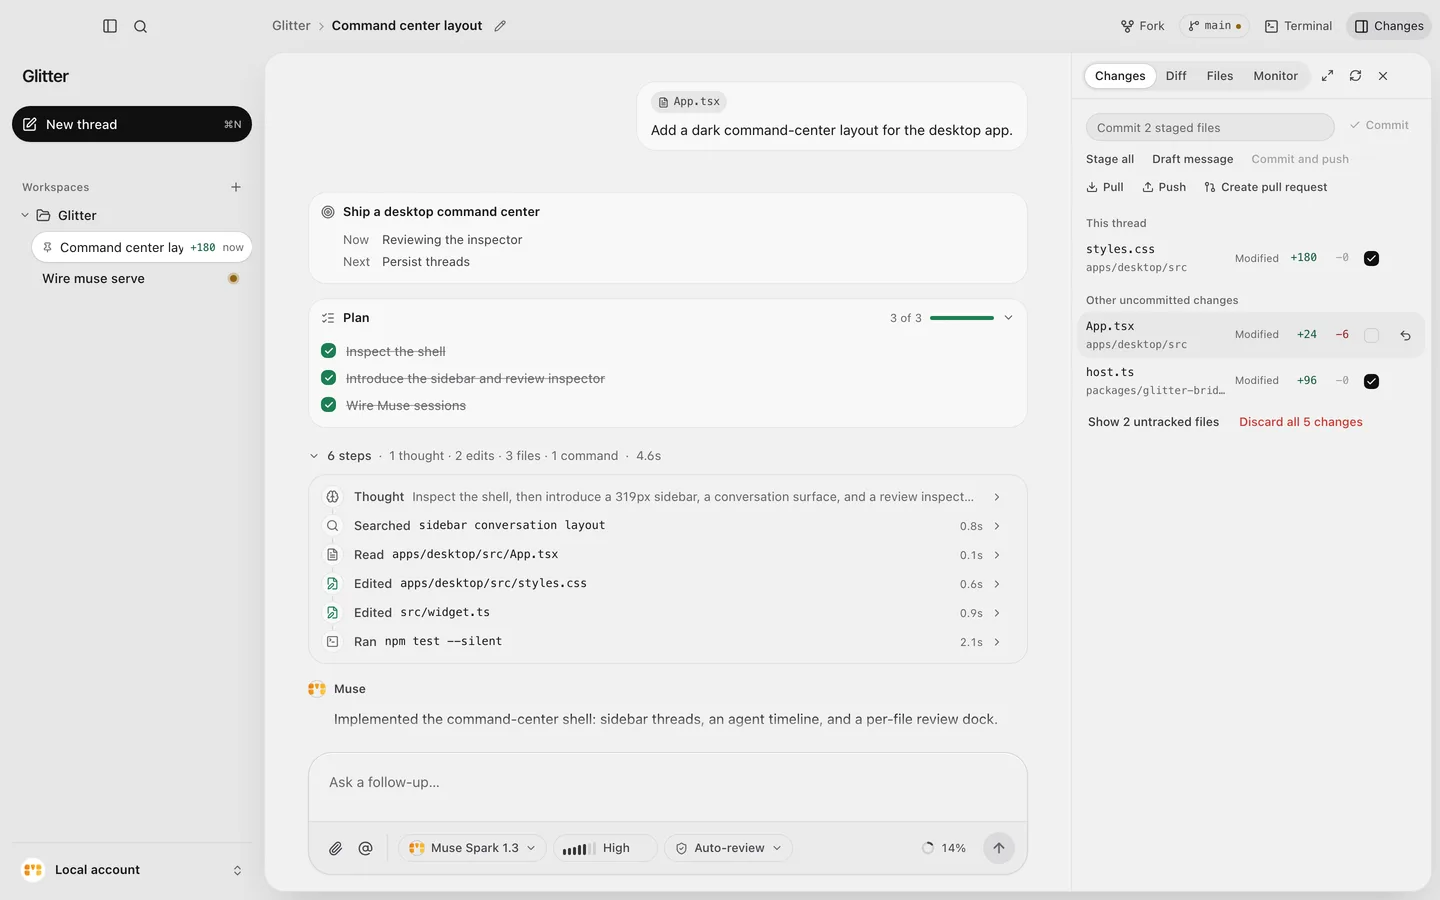 Glitter › Command center layout
Fork
main
Terminal
Changes
Glitter
New thread ⌘N
Workspaces
Glitter
Command center lay +180 now
Wire muse serve
Local account
App.tsx
Add a dark command-center layout for the desktop app.
Ship a desktop command center
Now Reviewing the inspector
Next Persist threads
Plan 3 of 3
Inspect the shell
Introduce the sidebar and review inspector
Wire Muse sessions
6 steps · 1 thought · 2 edits · 3 files · 1 command · 4.6s
Thought Inspect the shell, then introduce a 319px sidebar, a conversation surface, and a review inspect...
Searched sidebar conversation layout 0.8s
Read apps/desktop/src/App.tsx 0.1s
Edited apps/desktop/src/styles.css 0.6s
Edited src/widget.ts 0.9s
Ran npm test --silent 2.1s
Muse
Implemented the command-center shell: sidebar threads, an agent timeline, and a per-file review dock.
Ask a follow-up...
Muse Spark 1.3 High Auto-review 14%
Changes Diff Files Monitor
Commit 2 staged files Commit
Stage all Draft message Commit and push
Pull Push Create pull request
This thread
styles.css Modified +180 −0
apps/desktop/src
Other uncommitted changes
App.tsx Modified +24 −6
apps/desktop/src
host.ts Modified +96 −0
packages/glitter-brid…
Show 2 untracked files Discard all 5 changes